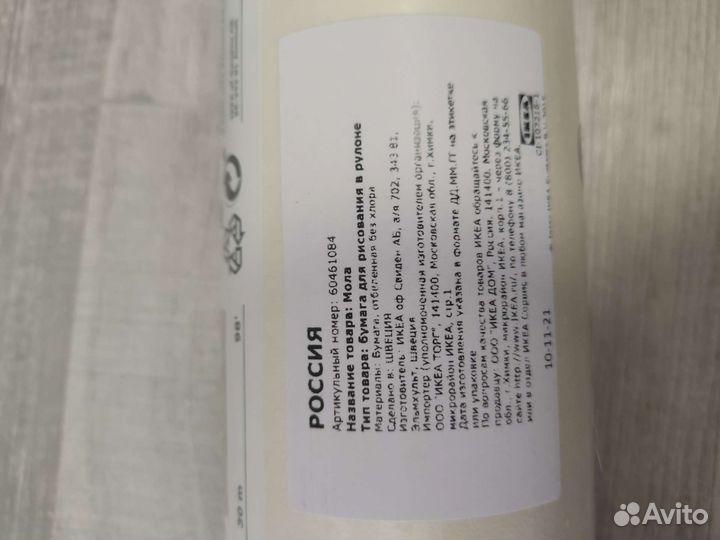 РОССИЯ
Артикульный номер: 60461084
Название товара: Мола
Тип товара: бумага для рисования в рулоне
Материалы: Бумага, отбеленная без хлора
Сделано в: ШВЕЦИЯ
Изготовитель: ИКЕА оф Свиден АБ, а/я 702, 343 81,
Эльмхульт, Швеция
Импортер (уполномоченная изготовителем организация):
ООО "ИКЕА ТОРГ", 141400, Московская обл., г.Химки,
микрорайон ИКЕА, стр.1
Дата изготовления указана в формате ДД.ММ.ГГ на этикетке
или упаковке
По вопросам качества товаров ИКЕА обращайтесь к
продавцу: ООО "ИКЕА ДОМ", Россия, 141400, Московская
обл., г.Химки, микрорайон ИКЕА, корп.1 - через форму на
сайте http://www.IKEA.ru/, по телефону 8 (800) 234-55-66
или в отдел ИКЕА Сервис в любом магазине ИКЕА.
10-11-21
IKEA
CI-107218-1
98'
30 m
Avito